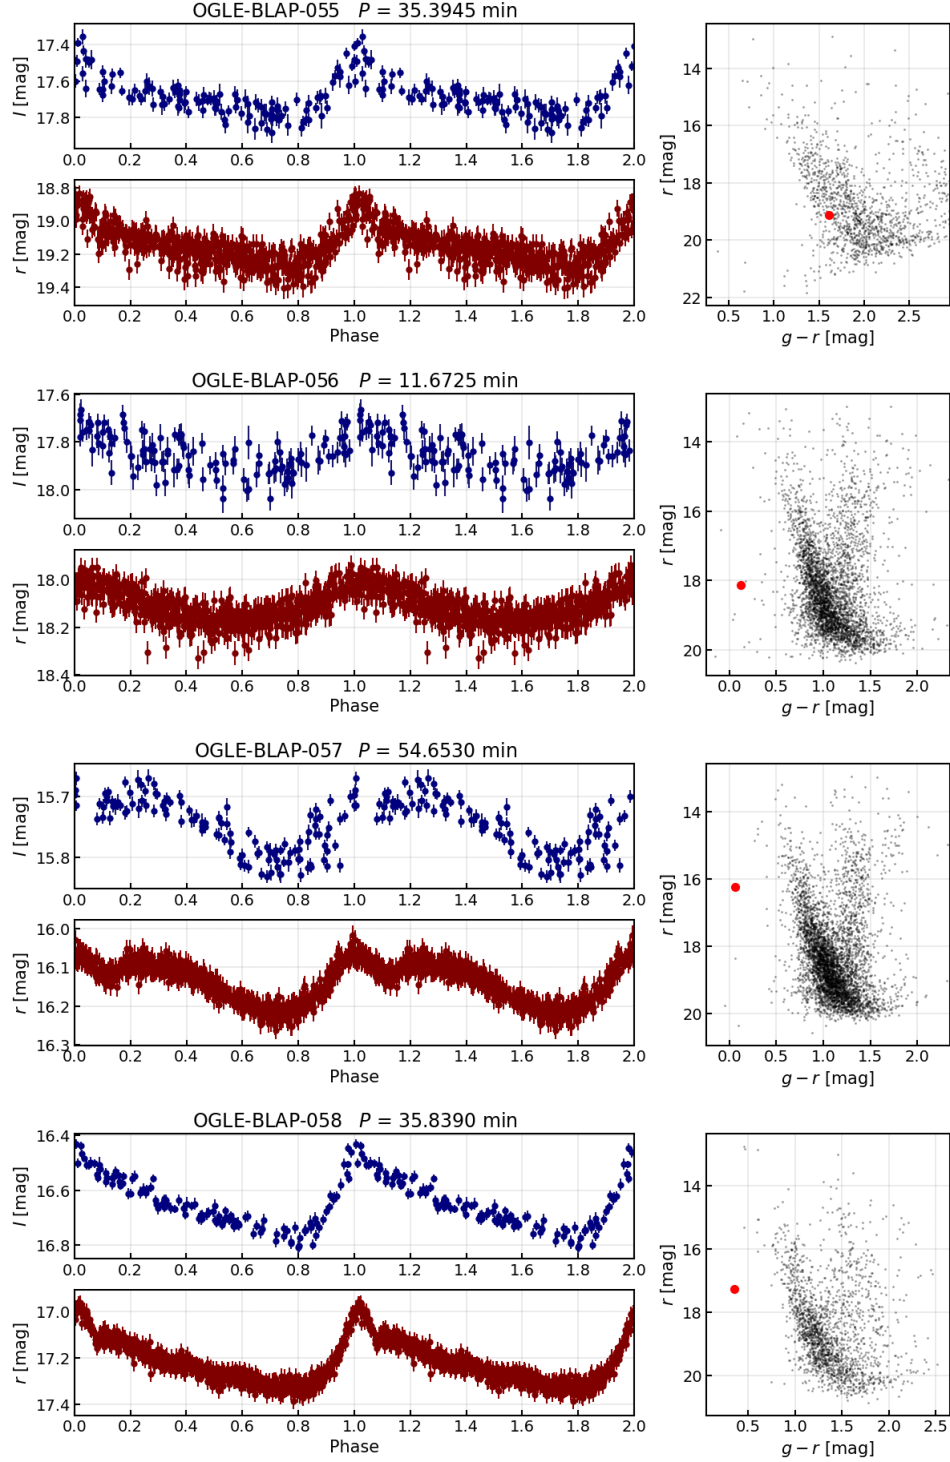 OGLE-BLAP-055 P = 35.3945 min
I [mag]
17.4
17.6
17.8
0.0 0.2 0.4 0.6 0.8 1.0 1.2 1.4 1.6 1.8 2.0
r [mag]
18.8
19.0
19.2
19.4
0.0 0.2 0.4 0.6 0.8 1.0 1.2 1.4 1.6 1.8 2.0
Phase
r [mag]
14
16
18
20
22
0.5 1.0 1.5 2.0 2.5
g − r [mag]
OGLE-BLAP-056 P = 11.6725 min
I [mag]
17.6
17.8
18.0
0.0 0.2 0.4 0.6 0.8 1.0 1.2 1.4 1.6 1.8 2.0
r [mag]
18.0
18.2
18.4
0.0 0.2 0.4 0.6 0.8 1.0 1.2 1.4 1.6 1.8 2.0
Phase
r [mag]
14
16
18
20
0.0 0.5 1.0 1.5 2.0
g − r [mag]
OGLE-BLAP-057 P = 54.6530 min
I [mag]
15.7
15.8
0.0 0.2 0.4 0.6 0.8 1.0 1.2 1.4 1.6 1.8 2.0
r [mag]
16.0
16.1
16.2
16.3
0.0 0.2 0.4 0.6 0.8 1.0 1.2 1.4 1.6 1.8 2.0
Phase
r [mag]
14
16
18
20
0.0 0.5 1.0 1.5 2.0
g − r [mag]
OGLE-BLAP-058 P = 35.8390 min
I [mag]
16.4
16.6
16.8
0.0 0.2 0.4 0.6 0.8 1.0 1.2 1.4 1.6 1.8 2.0
r [mag]
17.0
17.2
17.4
0.0 0.2 0.4 0.6 0.8 1.0 1.2 1.4 1.6 1.8 2.0
Phase
r [mag]
14
16
18
20
0.5 1.0 1.5 2.0 2.5
g − r [mag]